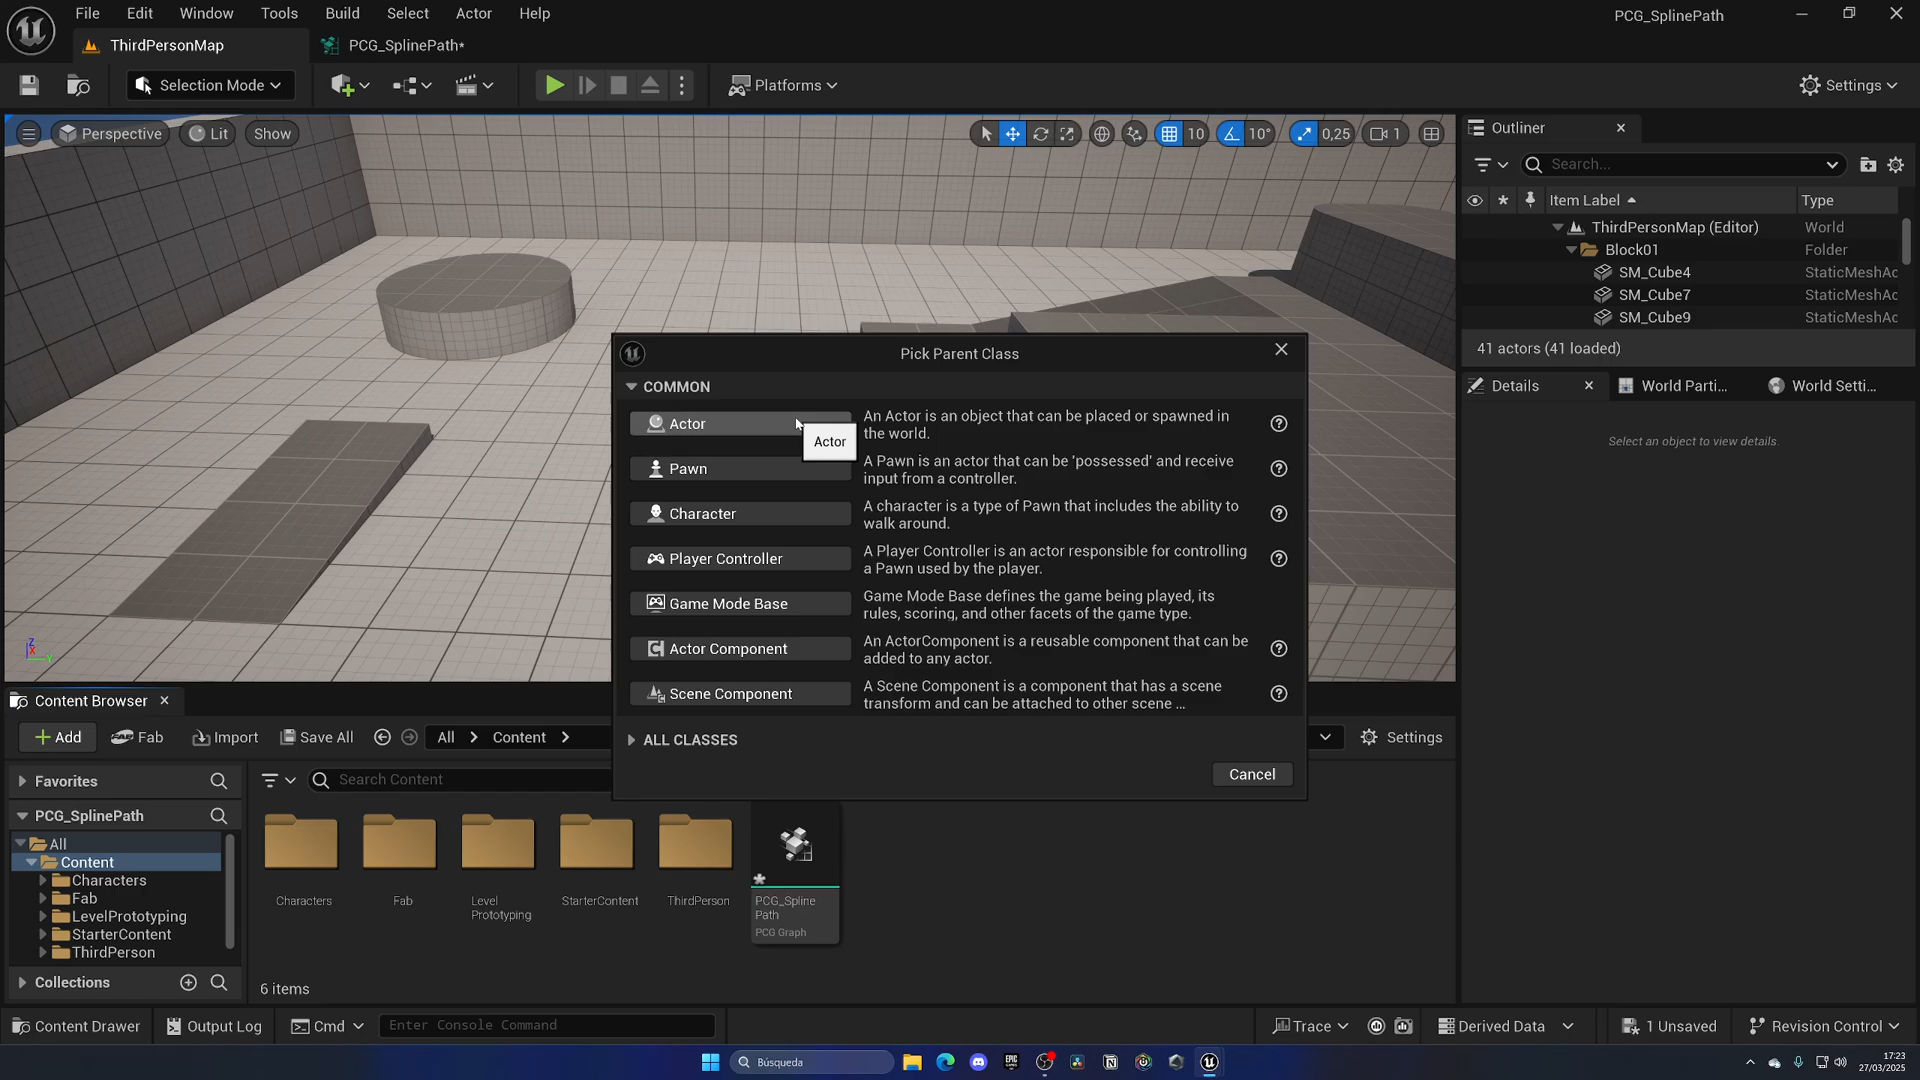 File Edit Window Tools Build Select Actor Help
PCG_SplinePath
ThirdPersonMap
PCG_SplinePath*
Selection Mode
Platforms
Settings
Perspective
Lit
Show
10
10°
0,25
1
Outliner
Search...
Item Label
Type
ThirdPersonMap (Editor) World
Block01 Folder
SM_Cube4 StaticMeshAc
SM_Cube7 StaticMeshAc
SM_Cube9 StaticMeshAc
41 actors (41 loaded)
Details
World Parti...
World Setti...
Select an object to view details.
Pick Parent Class
COMMON
Actor
An Actor is an object that can be placed or spawned in
the world.
Actor
Pawn
A Pawn is an actor that can be 'possessed' and receive
input from a controller.
Character
A character is a type of Pawn that includes the ability to
walk around.
Player Controller
A Player Controller is an actor responsible for controlling
a Pawn used by the player.
Game Mode Base
Game Mode Base defines the game being played, its
rules, scoring, and other facets of the game type.
Actor Component
An ActorComponent is a reusable component that can be
added to any actor.
Scene Component
A Scene Component is a component that has a scene
transform and can be attached to other scene ...
ALL CLASSES
Cancel
Z
X
Y
Content Browser
Add
Fab
Import
Save All
All
Content
Settings
Favorites
PCG_SplinePath
All
Content
Characters
Fab
LevelPrototyping
StarterContent
ThirdPerson
Collections
Search Content
Characters
Fab
Level
Prototyping
StarterContent
ThirdPerson
PCG_Spline
Path
PCG Graph
6 items
Content Drawer
Output Log
Cmd
Enter Console Command
Trace
Derived Data
1 Unsaved
Revision Control
Búsqueda
EPIC
17:23
27/03/2025